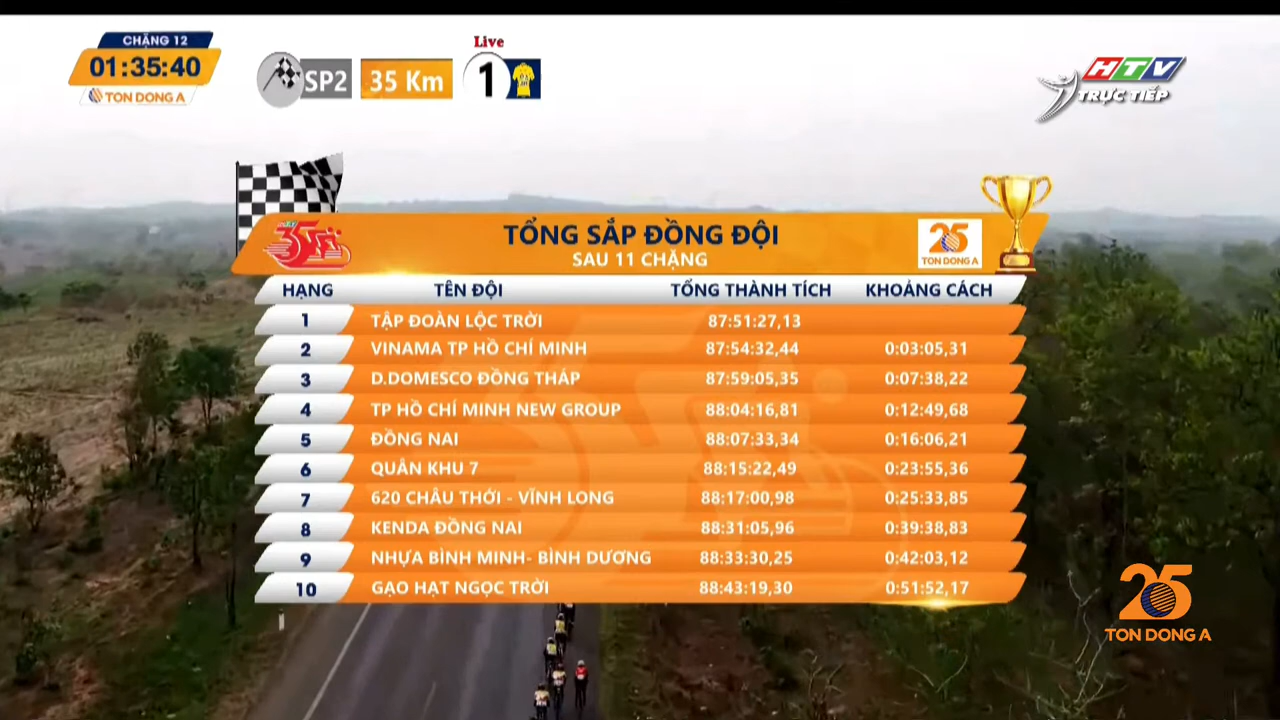 CHẶNG 12
01:35:40
TON DONG A
SP2
35 Km
Live
1
HTV
TRỰC TIẾP
35
TỔNG SẮP ĐỒNG ĐỘI
SAU 11 CHẶNG
25
TON DONG A
HẠNG TÊN ĐỘI TỔNG THÀNH TÍCH KHOẢNG CÁCH
1 TẬP ĐOÀN LỘC TRỜI 87:51:27,13
2 VINAMA TP HỒ CHÍ MINH 87:54:32,44 0:03:05,31
3 D.DOMESCO ĐỒNG THÁP 87:59:05,35 0:07:38,22
4 TP HỒ CHÍ MINH NEW GROUP 88:04:16,81 0:12:49,68
5 ĐỒNG NAI 88:07:33,34 0:16:06,21
6 QUÂN KHU 7 88:15:22,49 0:23:55,36
7 620 CHÂU THỚI - VĨNH LONG 88:17:00,98 0:25:33,85
8 KENDA ĐỒNG NAI 88:31:05,96 0:39:38,83
9 NHỰA BÌNH MINH- BÌNH DƯƠNG 88:33:30,25 0:42:03,12
10 GẠO HẠT NGỌC TRỜI 88:43:19,30 0:51:52,17
25
TON DONG A